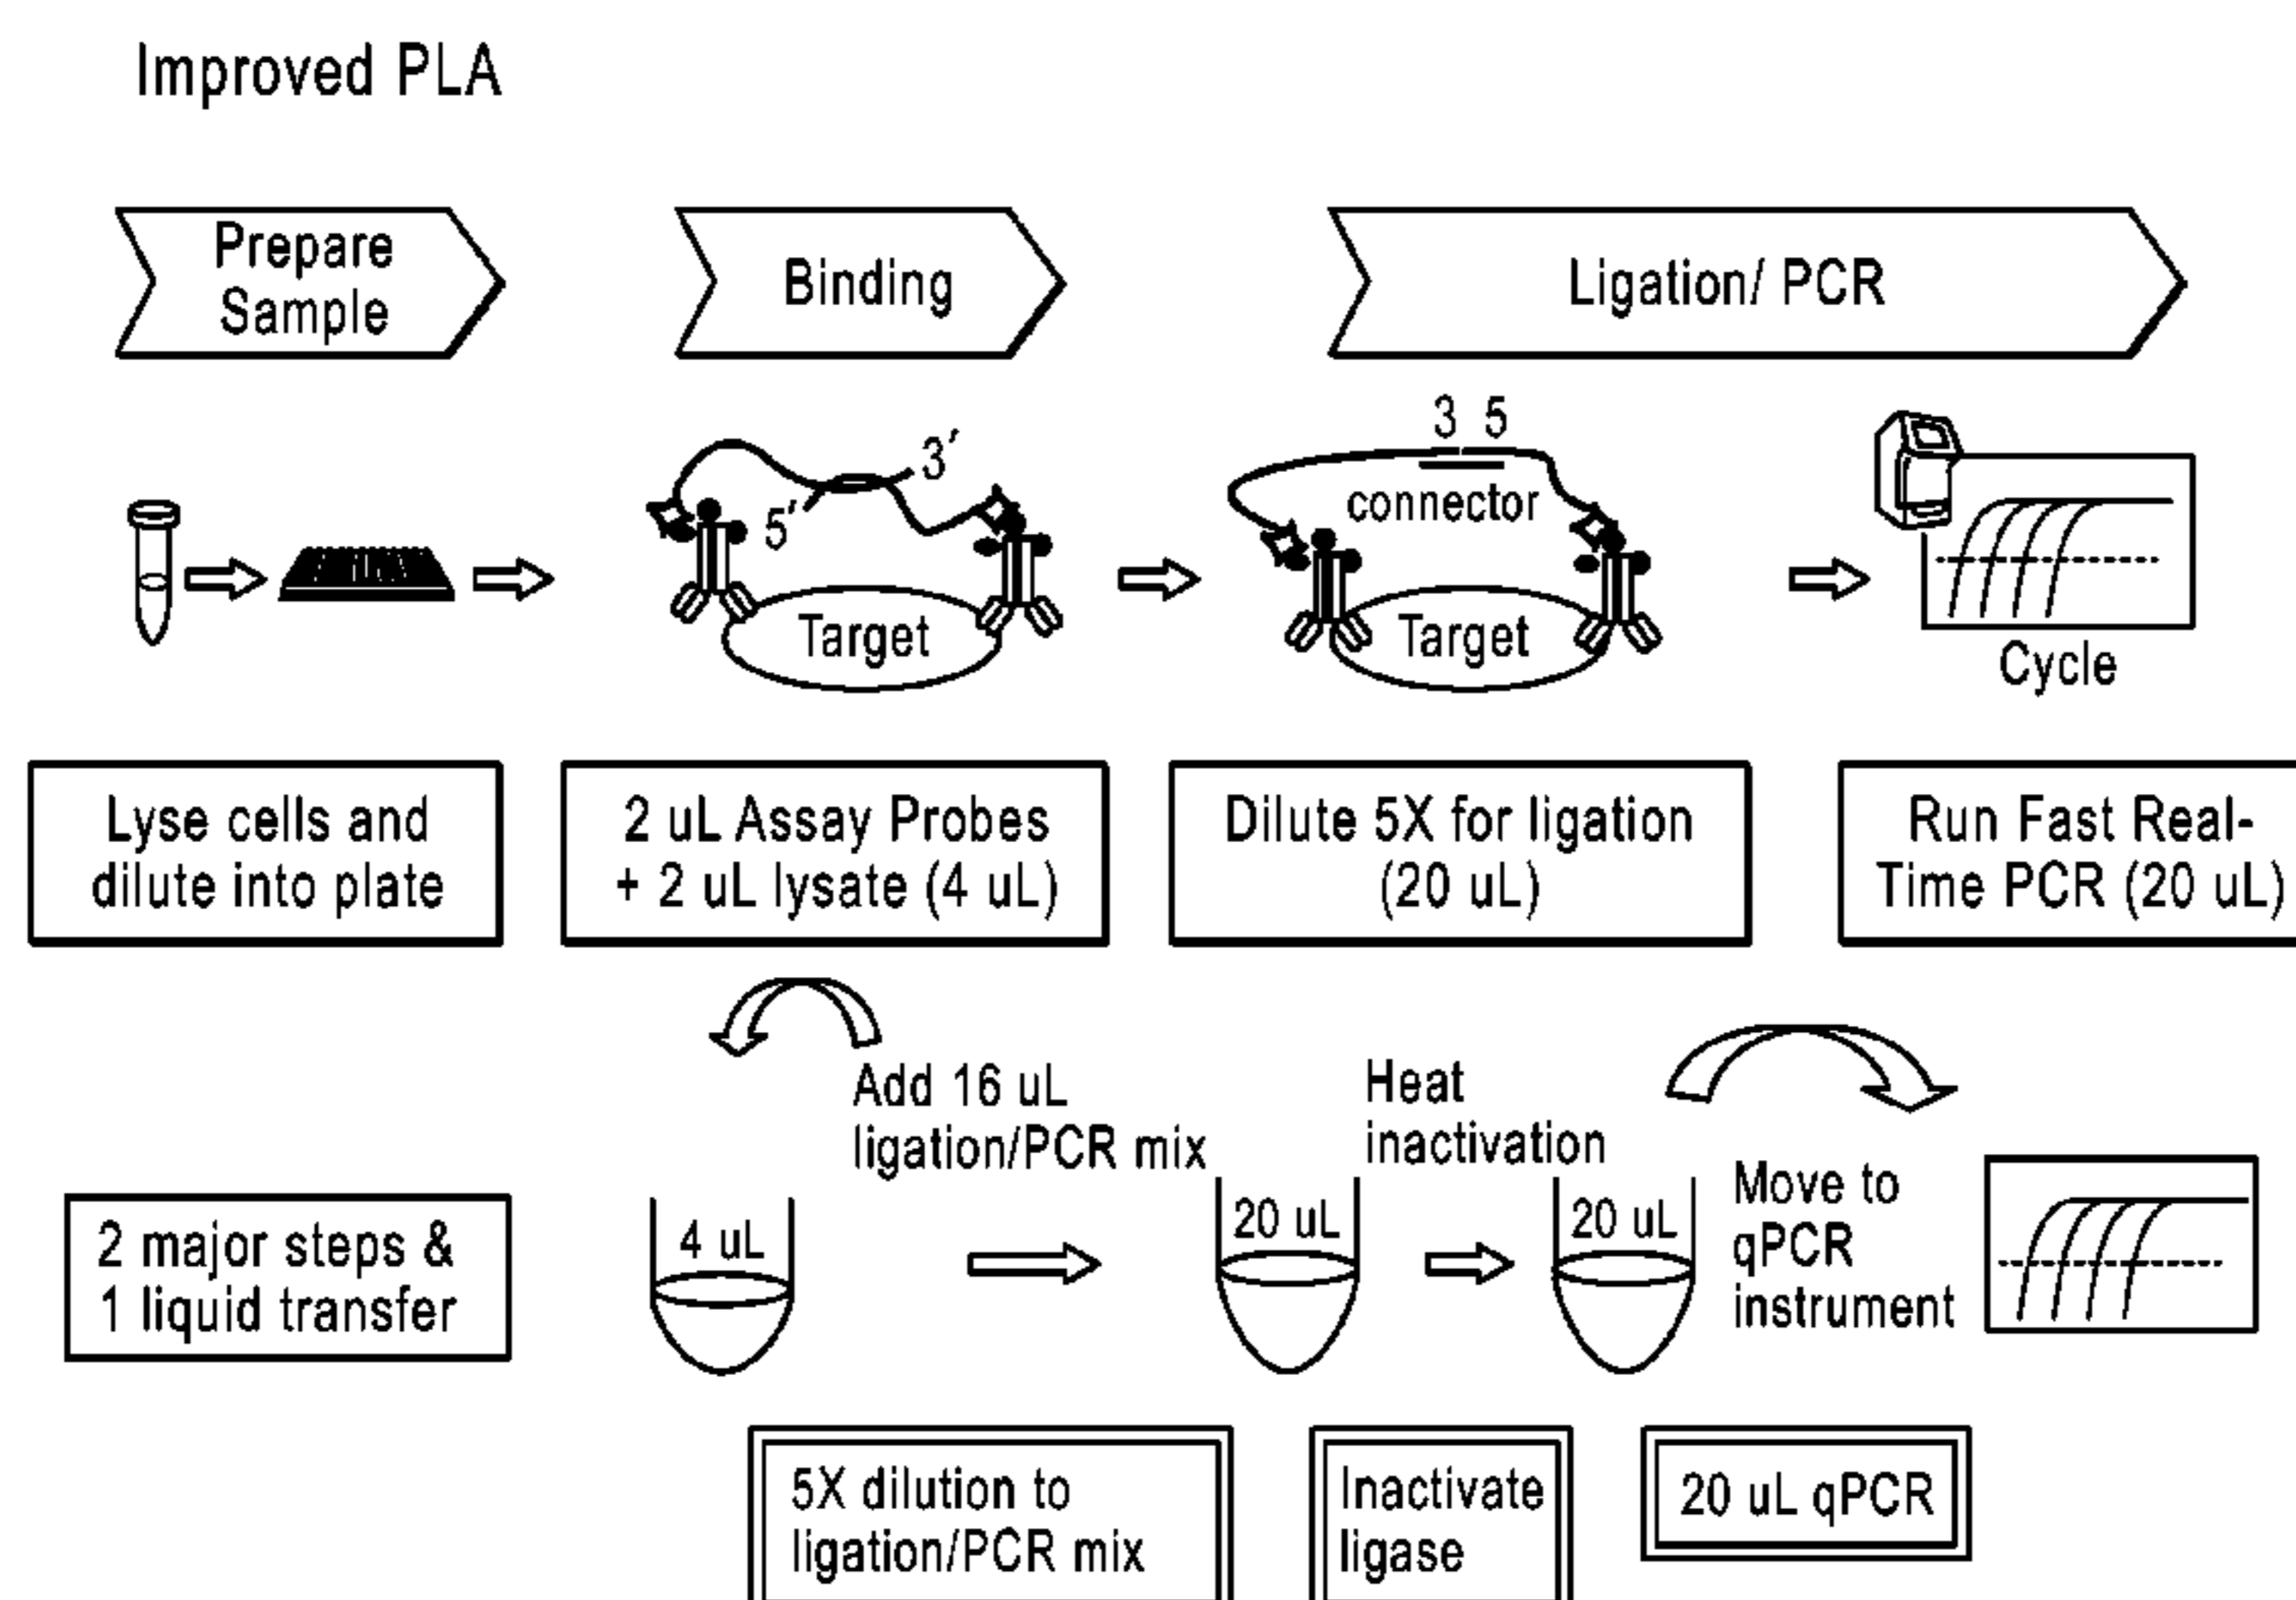 Improved PLA
Prepare
Sample
Binding
Ligation/ PCR
3′
5′
Target
3 5
connector
Target
Cycle
Lyse cells and
dilute into plate
2 uL Assay Probes
+ 2 uL lysate (4 uL)
Dilute 5X for ligation
(20 uL)
Run Fast Real-
Time PCR (20 uL)
Add 16 uL
ligation/PCR mix
Heat
inactivation
2 major steps &
1 liquid transfer
4 uL
20 uL
20 uL
Move to
qPCR
instrument
5X dilution to
ligation/PCR mix
Inactivate
ligase
20 uL qPCR